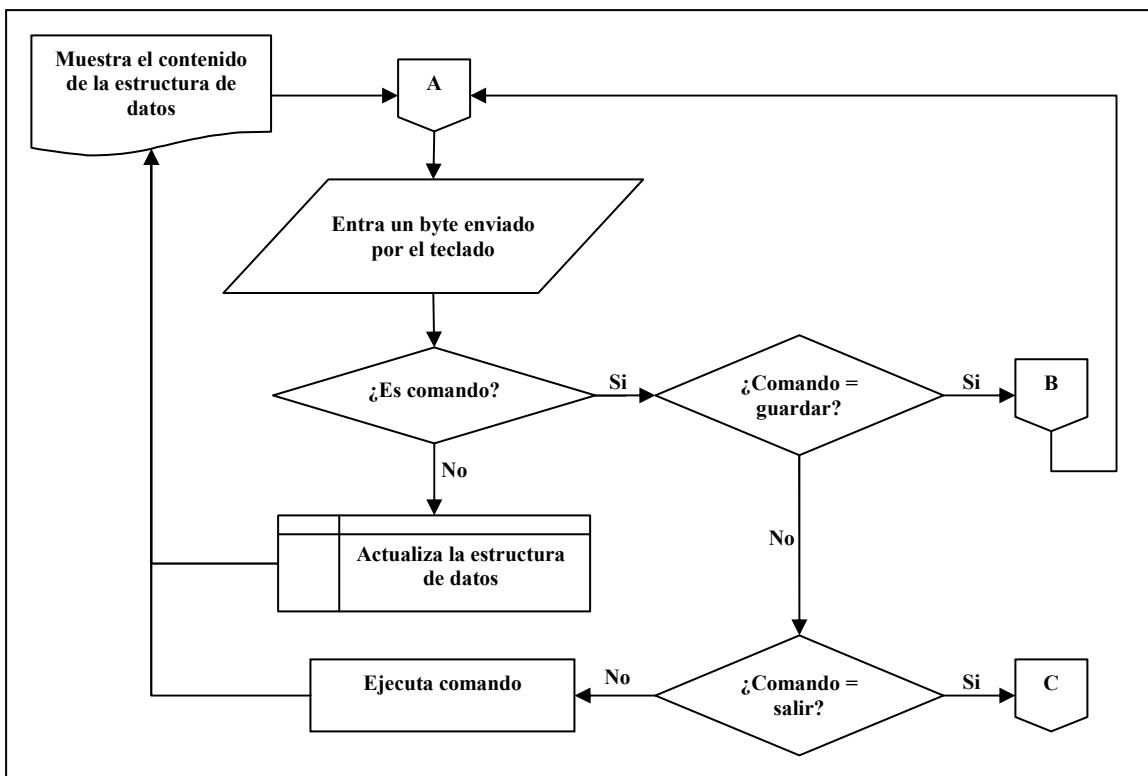 Muestra el contenido
de la estructura de
datos
A
Entra un byte enviado
por el teclado
¿Es comando?
Si
¿Comando =
guardar?
Si
B
No
No
Actualiza la estructura
de datos
Ejecuta comando
No
¿Comando =
salir?
Si
C